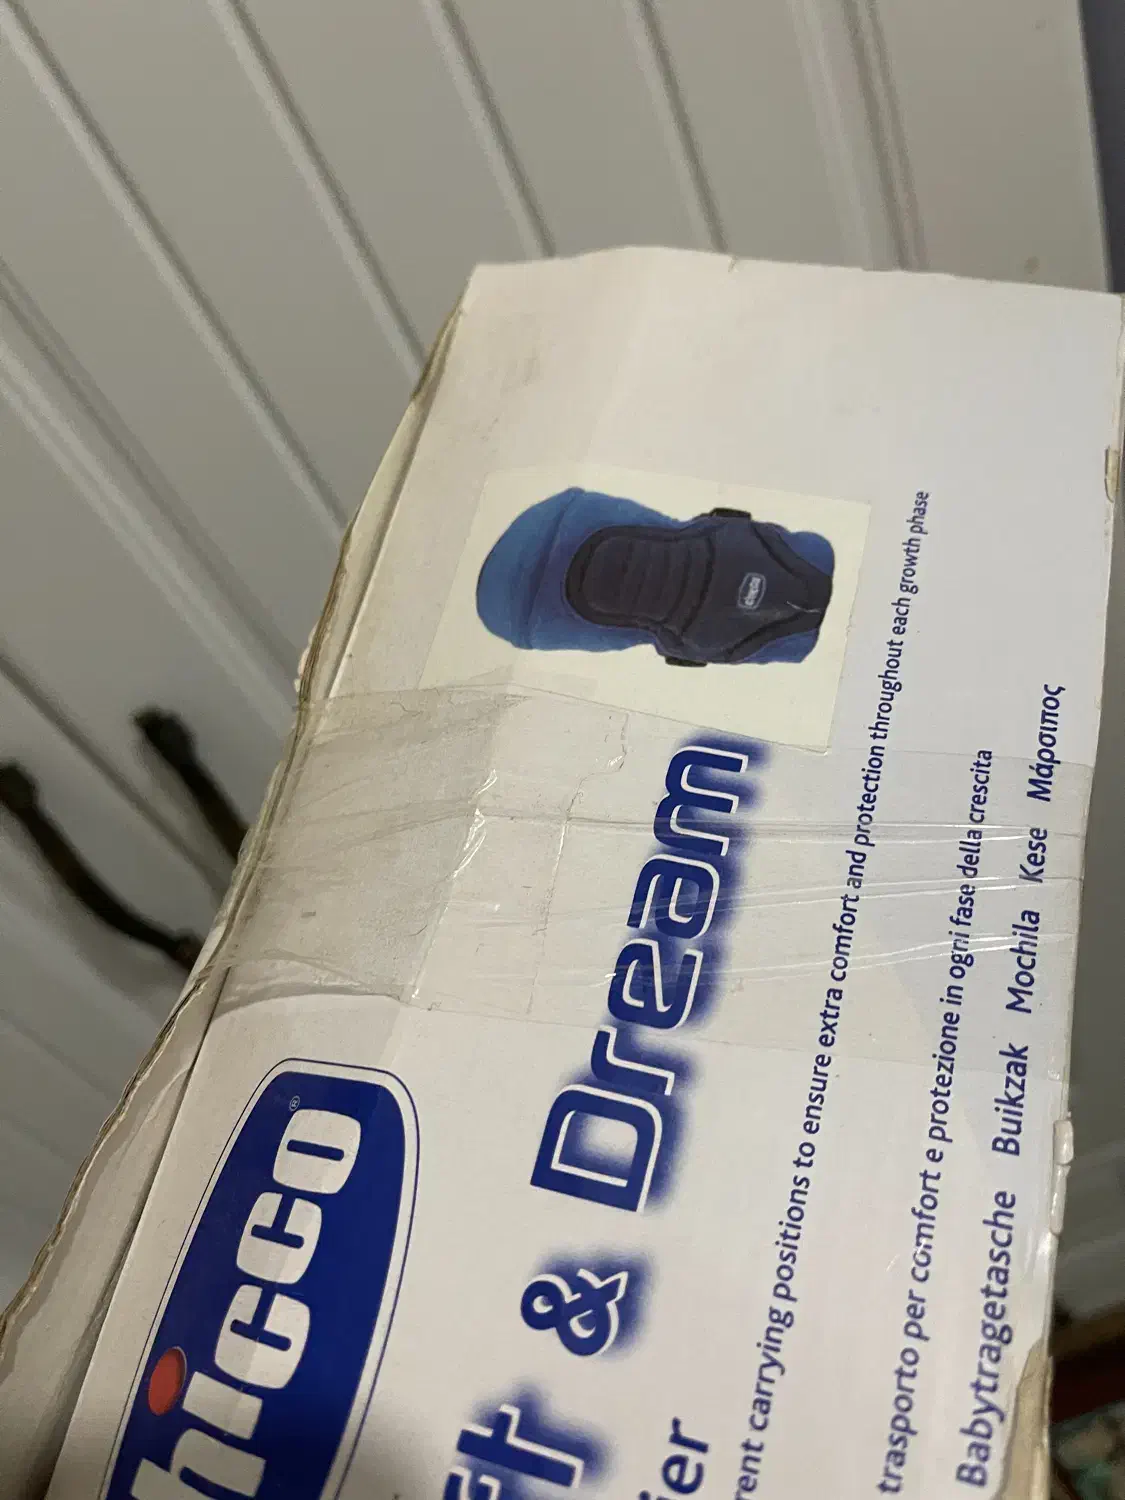 hicco®
ft & Dream
ier
rent carrying positions to ensure extra comfort and protection throughout each growth phase
trasporto per comfort e protezione in ogni fase della crescita
Babytragetasche Buikzak Mochila Kese Μάρσιπος
chicco